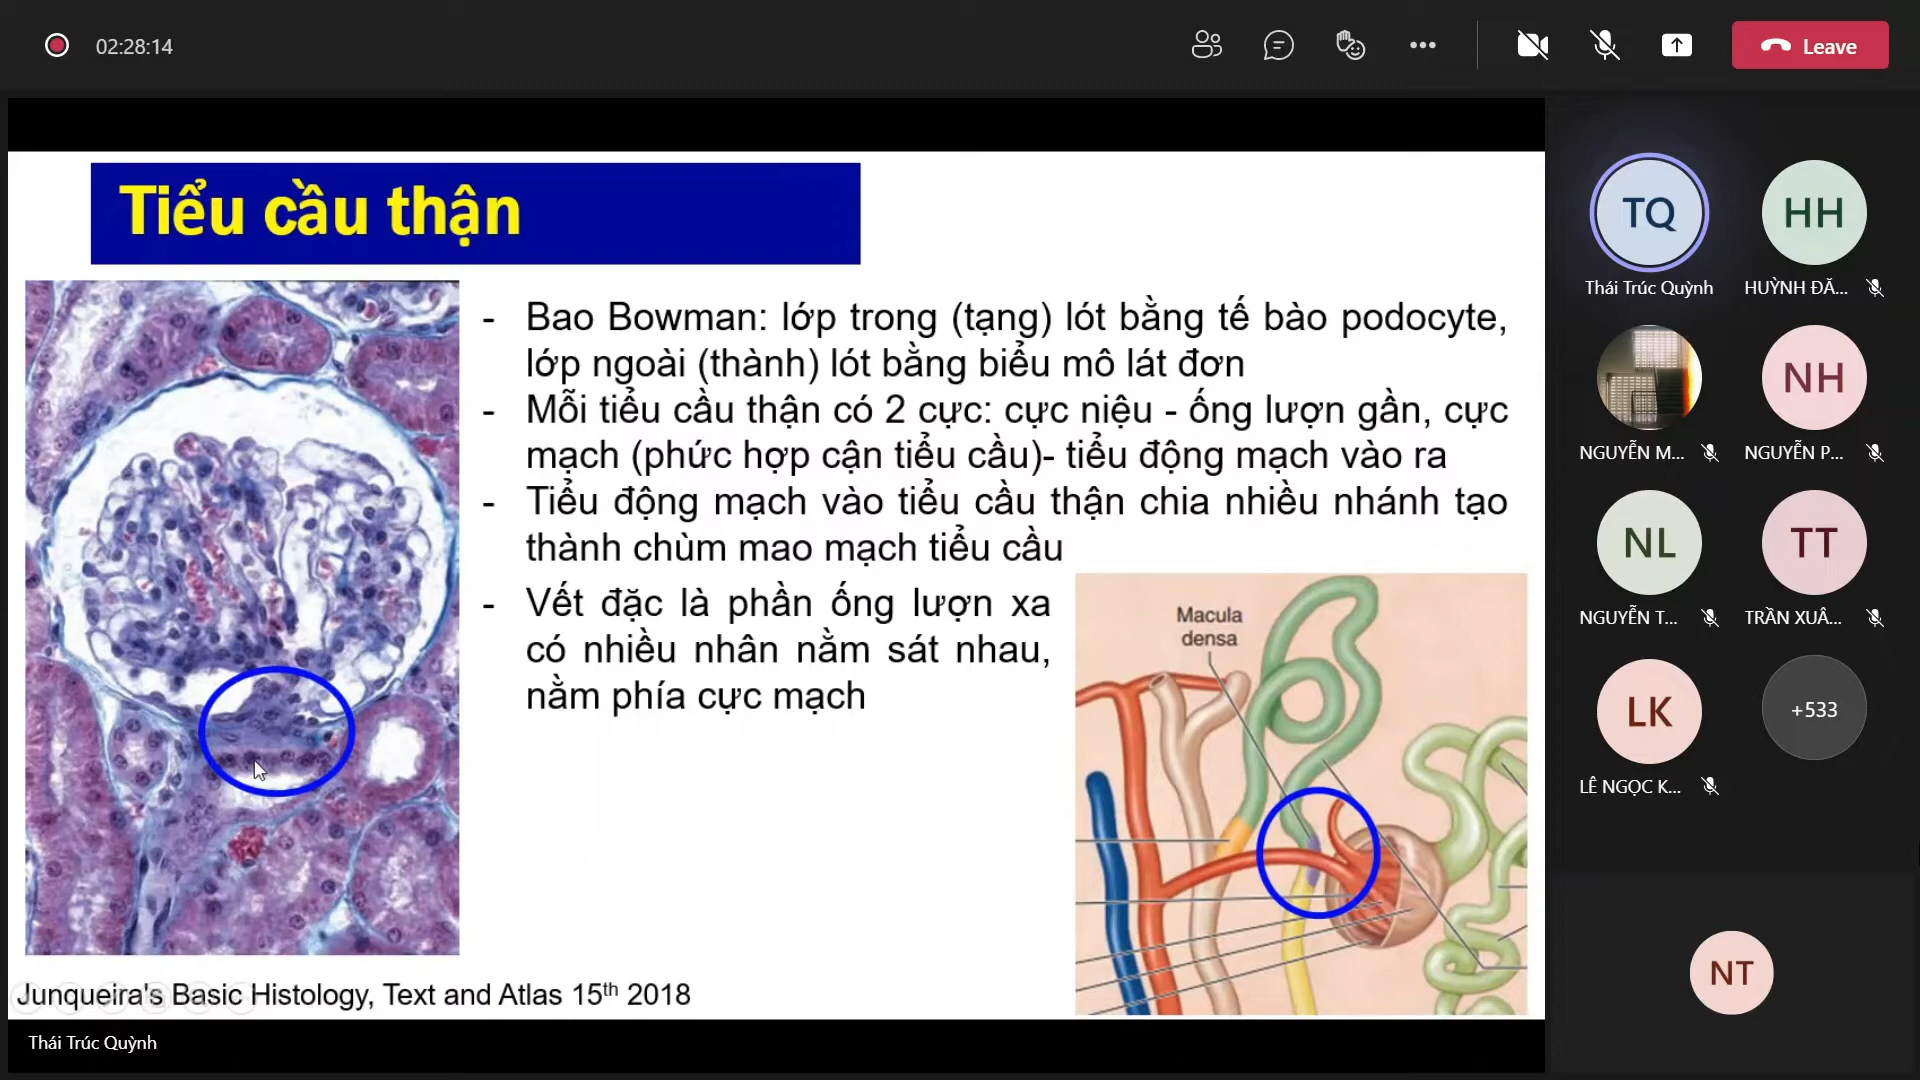 02:28:14
Leave
Tiểu cầu thận
- Bao Bowman: lớp trong (tạng) lót bằng tế bào podocyte,
lớp ngoài (thành) lót bằng biểu mô lát đơn
- Mỗi tiểu cầu thận có 2 cực: cực niệu - ống lượn gần, cực
mạch (phức hợp cận tiểu cầu)- tiểu động mạch vào ra
- Tiểu động mạch vào tiểu cầu thận chia nhiều nhánh tạo
thành chùm mao mạch tiểu cầu
- Vết đặc là phần ống lượn xa
có nhiều nhân nằm sát nhau,
nằm phía cực mạch
Macula
densa
Junqueira's Basic Histology, Text and Atlas 15th 2018
Thái Trúc Quỳnh
TQ
HH
Thái Trúc Quỳnh
HUỲNH ĐĂ...
NH
NGUYỄN M...
NGUYỄN P...
NL
TT
NGUYỄN T...
TRẦN XUÂ...
LK
+533
LÊ NGỌC K...
NT